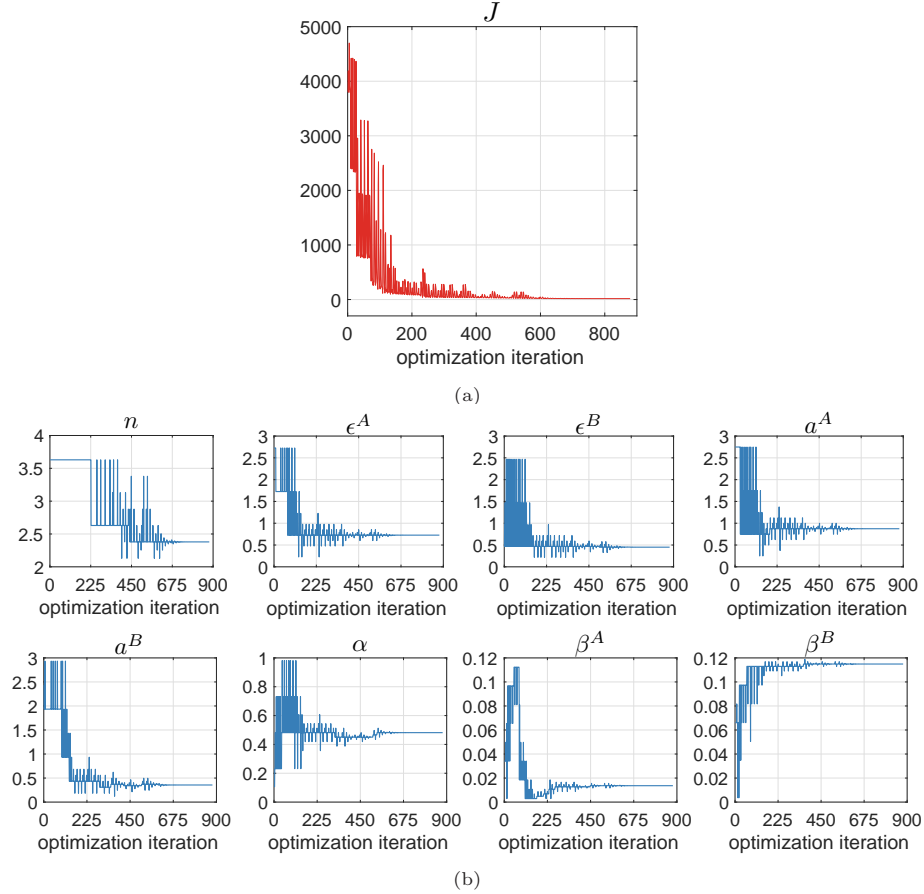 J
5000
4000
3000
2000
1000
0
0 200 400 600 800
optimization iteration
(a)
n ϵ^A ϵ^B a^A
4 3 3 3
3.5 2.5 2.5 2.5
3 2 2 2
2.5 1.5 1.5 1.5
2 1 1 1
0.5 0.5 0.5
0 0 0
0 225 450 675 900 0 225 450 675 900 0 225 450 675 900 0 225 450 675 900
optimization iteration optimization iteration optimization iteration optimization iteration
a^B α β^A β^B
3 1 0.12 0.12
2.5 0.8 0.1 0.1
2 0.6 0.08 0.08
1.5 0.4 0.06 0.06
1 0.2 0.04 0.04
0.5 0 0.02 0.02
0 0 0
0 225 450 675 900 0 225 450 675 900 0 225 450 675 900 0 225 450 675 900
optimization iteration optimization iteration optimization iteration optimization iteration
(b)